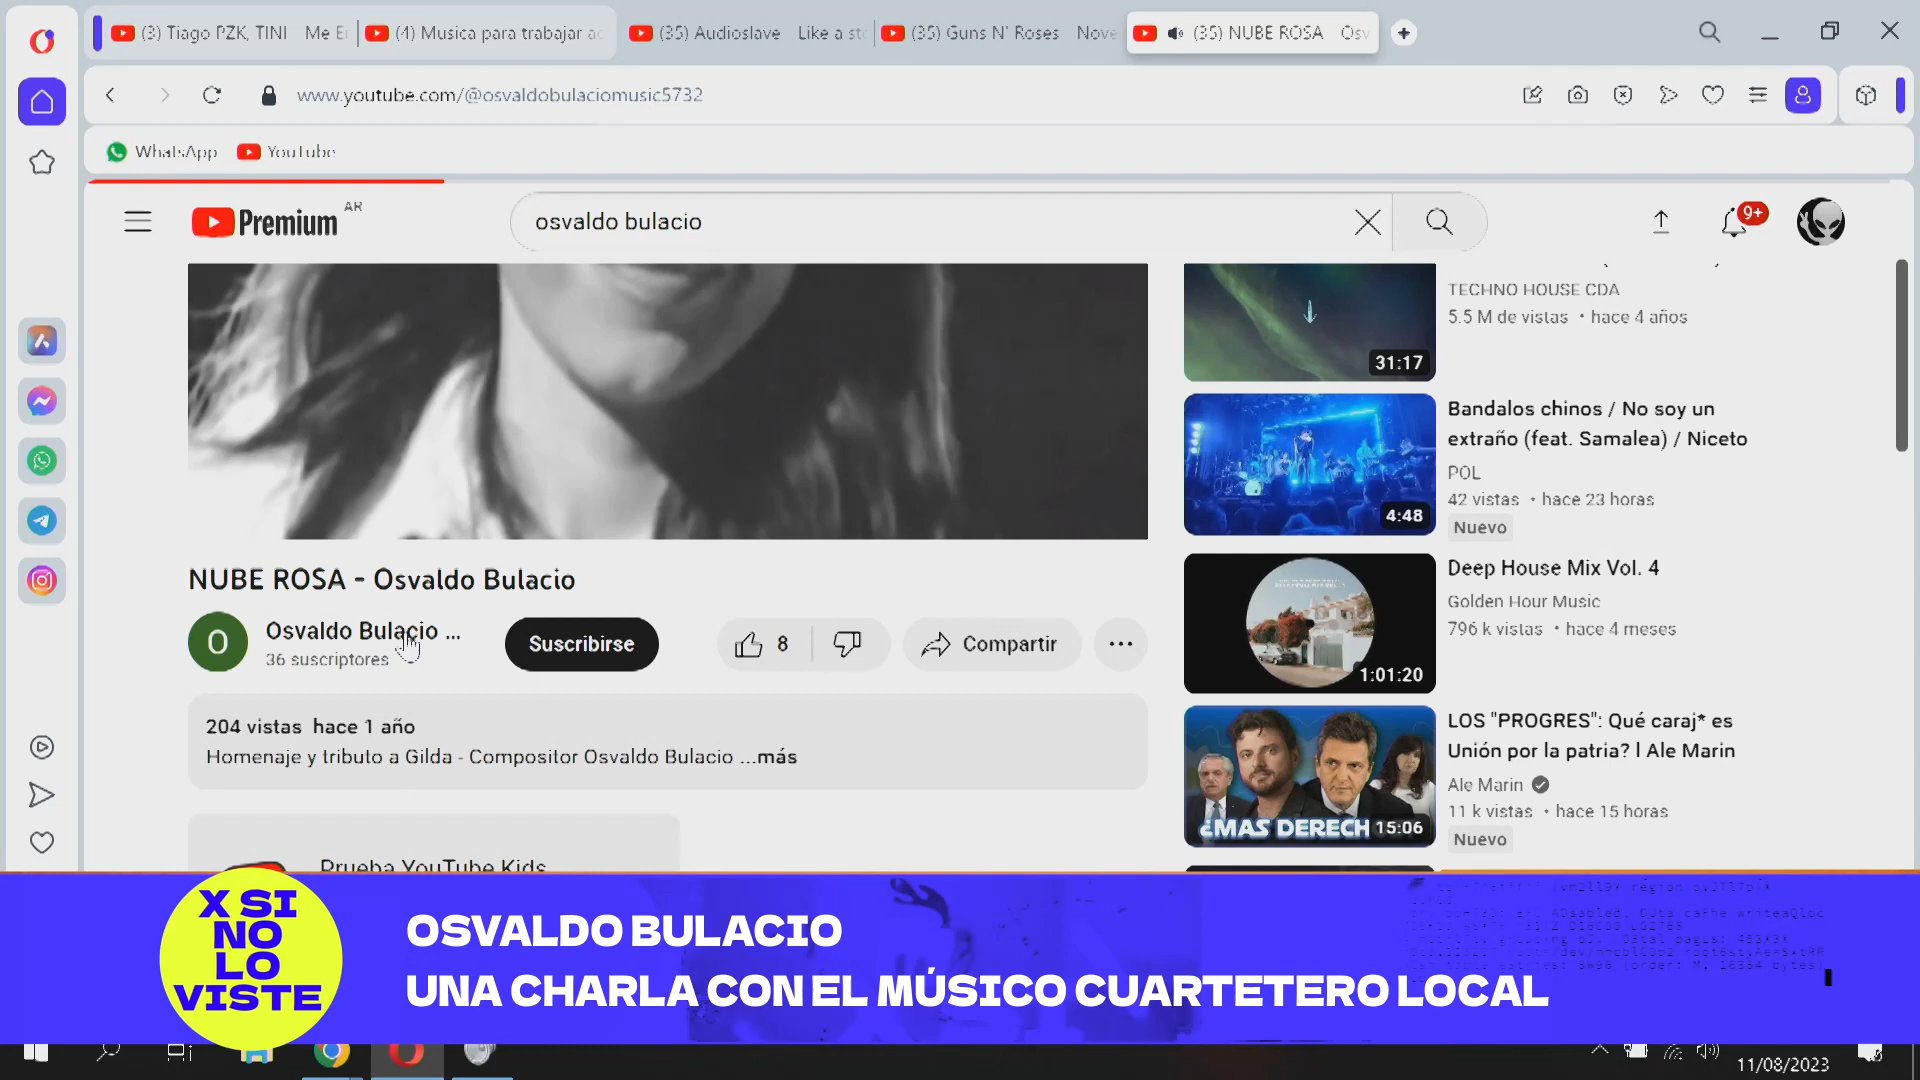 (3) Tiago PZK, TINI Me E
(4) Musica para trabajar ac
(35) Audioslave Like a st
(35) Guns N' Roses Nove
(35) NUBE ROSA Osv
www.youtube.com/@osvaldobulaciomusic5732
WhatsApp
YouTube
Premium AR
osvaldo bulacio
9+
TECHNO HOUSE CDA
5.5 M de vistas • hace 4 años
31:17
Bandalos chinos / No soy un
extraño (feat. Samalea) / Niceto
POL
42 vistas • hace 23 horas
Nuevo
4:48
Deep House Mix Vol. 4
Golden Hour Music
796 k vistas • hace 4 meses
1:01:20
LOS "PROGRES": Qué caraj* es
Unión por la patria? l Ale Marin
Ale Marin
11 k vistas • hace 15 horas
Nuevo
¿MAS DERECH
15:06
NUBE ROSA - Osvaldo Bulacio
O
Osvaldo Bulacio ...
36 suscriptores
Suscribirse
8
Compartir
204 vistas hace 1 año
Homenaje y tributo a Gilda - Compositor Osvaldo Bulacio ...más
Prueba YouTube Kids
X SI
NO
LO
VISTE
OSVALDO BULACIO
UNA CHARLA CON EL MÚSICO CUARTETERO LOCAL
11/08/2023